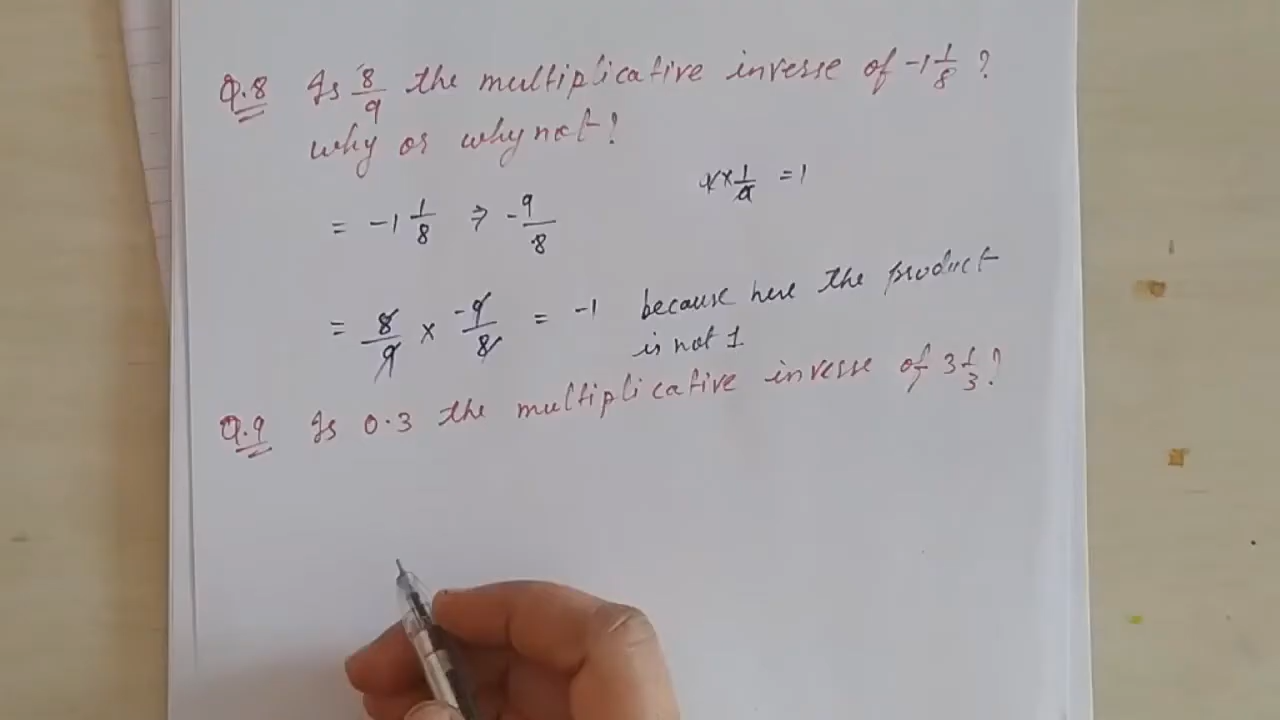 Q.8 Is 8/9 the multiplicative inverse of -1 1/8 ?
why or why not?
x × 1/x = 1
= -1 1/8 ⇒ -9/8
= 8/9 × -9/8 = -1 because here the product
is not 1
Q.9 Is 0.3 the multiplicative inverse of 3 1/3 ?